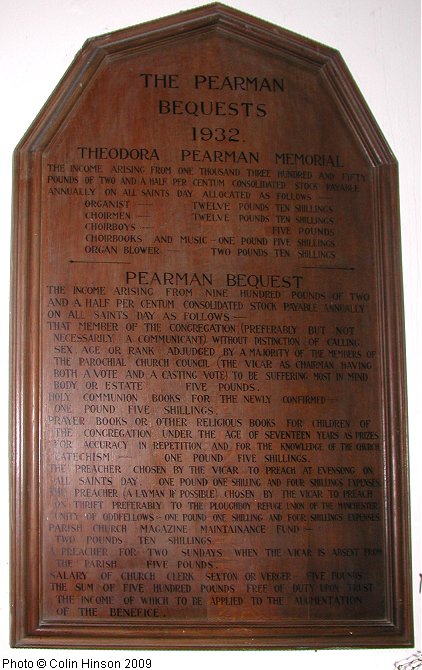 THE PEARMAN
BEQUESTS
1932.
THEODORA PEARMAN MEMORIAL
THE INCOME ARISING FROM ONE THOUSAND THREE HUNDRED AND FIFTY
POUNDS OF TWO AND A HALF PER CENTUM CONSOLIDATED STOCK PAYABLE
ANNUALLY ON ALL SAINTS DAY ALLOCATED AS FOLLOWS —
ORGANIST — TWELVE POUNDS TEN SHILLINGS
CHOIRMEN — TWELVE POUNDS TEN SHILLINGS
CHOIRBOYS — FIVE POUNDS
CHOIRBOOKS AND MUSIC — ONE POUND FIVE SHILLINGS
ORGAN BLOWER — TWO POUNDS TEN SHILLINGS
PEARMAN BEQUEST
THE INCOME ARISING FROM NINE HUNDRED POUNDS OF TWO
AND A HALF PER CENTUM CONSOLIDATED STOCK PAYABLE ANNUALLY
ON ALL SAINTS DAY AS FOLLOWS —
THAT MEMBER OF THE CONGREGATION (PREFERABLY BUT NOT
NECESSARILY A COMMUNICANT) WITHOUT DISTINCTION OF CALLING
SEX AGE OR RANK ADJUDGED BY A MAJORITY OF THE MEMBERS OF
THE PAROCHIAL CHURCH COUNCIL (THE VICAR AS CHAIRMAN HAVING
BOTH A VOTE AND A CASTING VOTE) TO BE SUFFERING MOST IN MIND
BODY OR ESTATE FIVE POUNDS.
HOLY COMMUNION BOOKS FOR THE NEWLY CONFIRMED —
ONE POUND FIVE SHILLINGS.
PRAYER BOOKS OR OTHER RELIGIOUS BOOKS FOR CHILDREN OF
THE CONGREGATION UNDER THE AGE OF SEVENTEEN YEARS AS PRIZES
FOR ACCURACY IN REPETITION AND FOR THE KNOWLEDGE OF THE CHURCH
CATECHISM — ONE POUND FIVE SHILLINGS.
THE PREACHER CHOSEN BY THE VICAR TO PREACH AT EVENSONG ON
ALL SAINTS DAY ONE POUND ONE SHILLING AND FOUR SHILLINGS EXPENSES.
THE PREACHER (A LAYMAN IF POSSIBLE) CHOSEN BY THE VICAR TO PREACH
ON THRIFT PREFERABLY TO THE PLOUGHBOY REFUGE UNION OF THE MANCHESTER
UNITY OF ODDFELLOWS — ONE POUND ONE SHILLING AND FOUR SHILLINGS EXPENSES
PARISH CHURCH MAGAZINE MAINTAINANCE FUND —
TWO POUNDS TEN SHILLINGS —
A PREACHER FOR TWO SUNDAYS WHEN THE VICAR IS ABSENT FROM
THE PARISH FIVE POUNDS.
SALARY OF CHURCH CLERK SEXTON OR VERGER — FIVE POUNDS
THE SUM OF FIVE HUNDRED POUNDS FREE OF DUTY UPON TRUST
THE INCOME OF WHICH TO BE APPLIED TO THE AUGMENTATION
OF THE BENEFICE.
Photo © Colin Hinson 2009